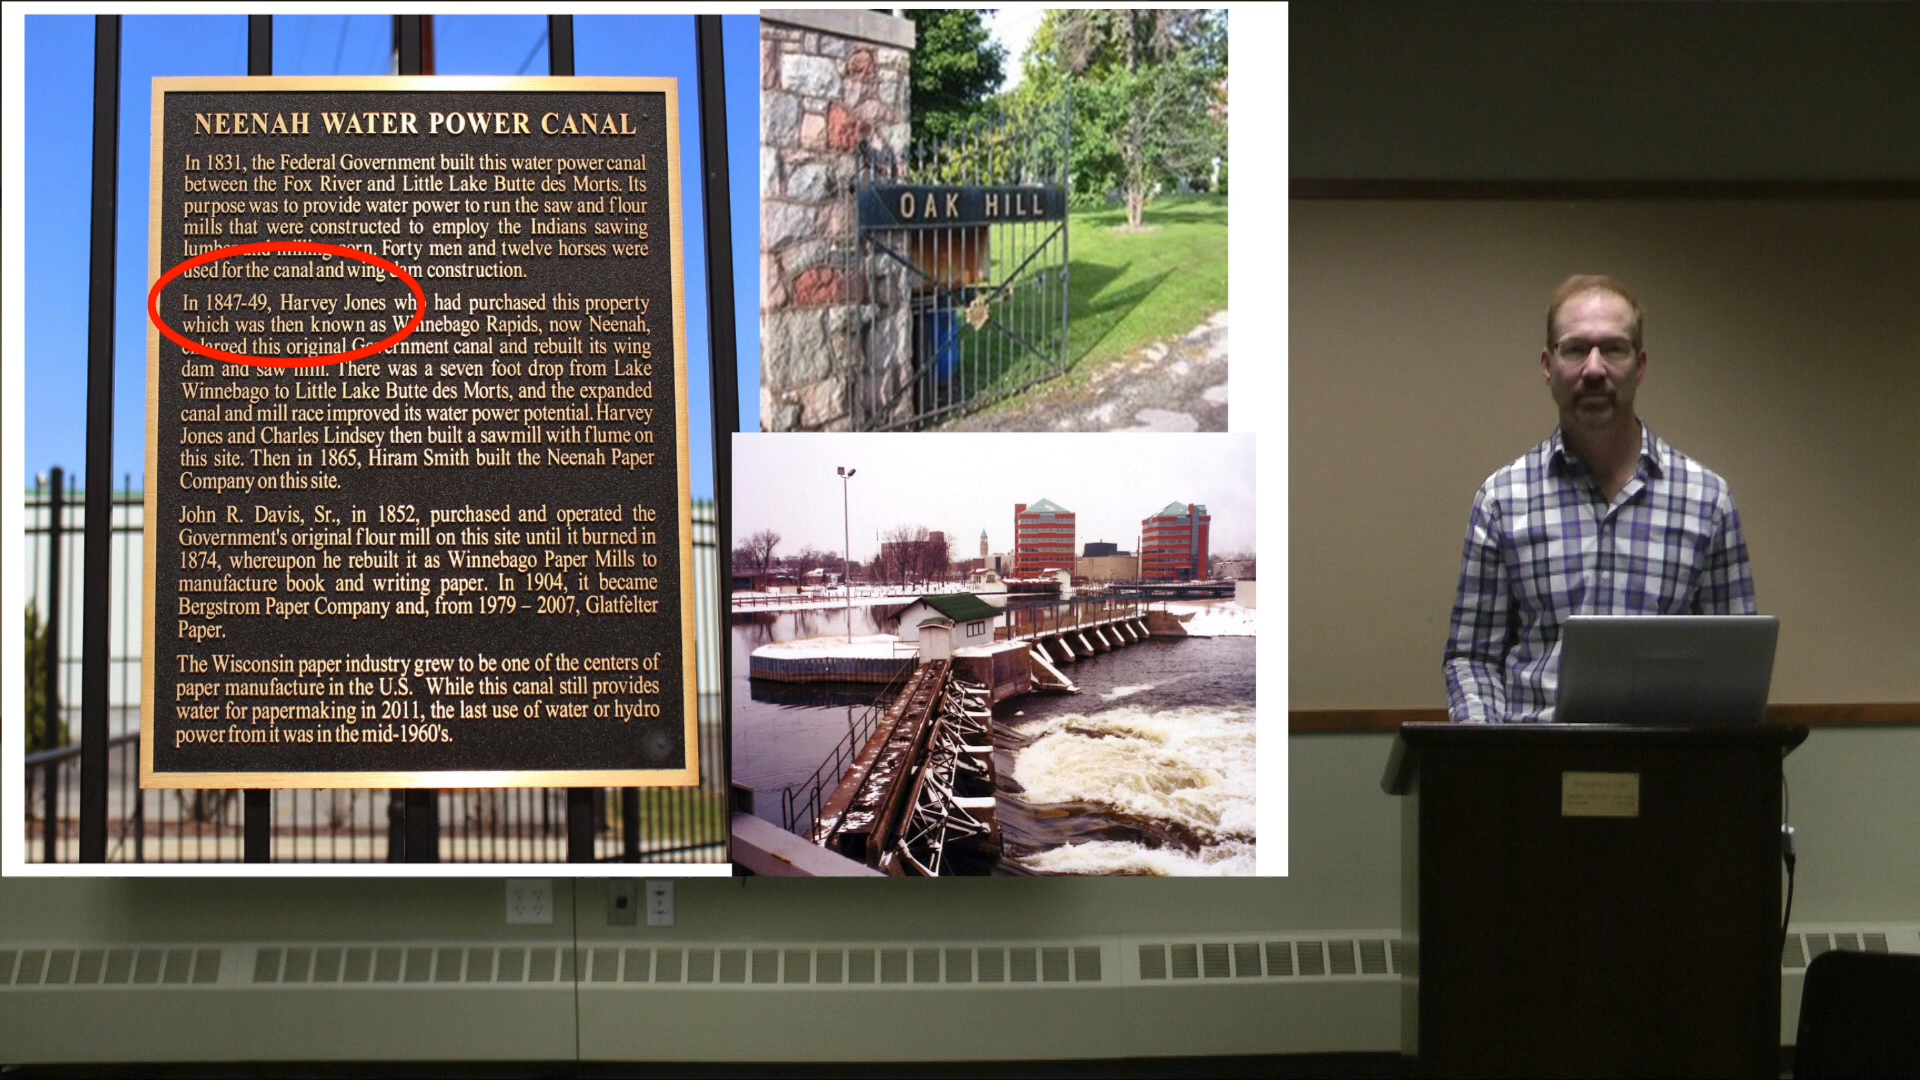 NEENAH WATER POWER CANAL
In 1831, the Federal Government built this water power canal
between the Fox River and Little Lake Butte des Morts. Its
purpose was to provide water power to run the saw and flour
mills that were constructed to employ the Indians sawing
lumber and milling corn. Forty men and twelve horses were
used for the canal and wing dam construction.
In 1847-49, Harvey Jones who had purchased this property
which was then known as Winnebago Rapids, now Neenah,
enlarged this original Government canal and rebuilt its wing
dam and saw mill. There was a seven foot drop from Lake
Winnebago to Little Lake Butte des Morts, and the expanded
canal and mill race improved its water power potential. Harvey
Jones and Charles Lindsey then built a sawmill with flume on
this site. Then in 1865, Hiram Smith built the Neenah Paper
Company on this site.
John R. Davis, Sr., in 1852, purchased and operated the
Government's original flour mill on this site until it burned in
1874, whereupon he rebuilt it as Winnebago Paper Mills to
manufacture book and writing paper. In 1904, it became
Bergstrom Paper Company and, from 1979 – 2007, Glatfelter
Paper.
The Wisconsin paper industry grew to be one of the centers of
paper manufacture in the U.S. While this canal still provides
water for papermaking in 2011, the last use of water or hydro
power from it was in the mid-1960's.
OAK HILL